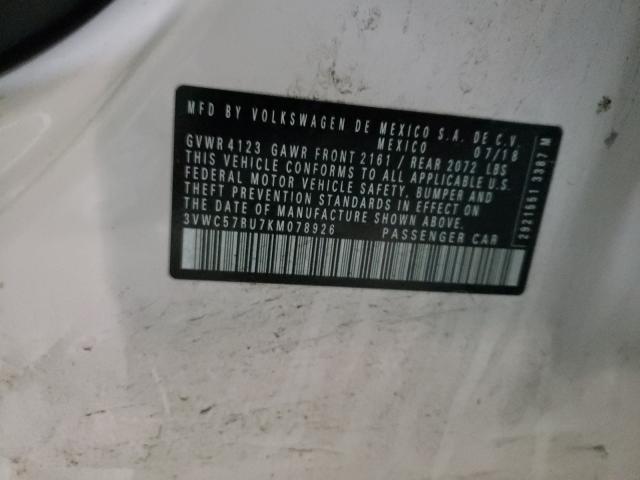 MFD BY VOLKSWAGEN DE MEXICO S.A. DE C.V.
MEXICO 07/18
GVWR 4123 GAWR FRONT 2161 / REAR 2072 LBS
THIS VEHICLE CONFORMS TO ALL APPLICABLE U.S.
FEDERAL MOTOR VEHICLE SAFETY, BUMPER AND
THEFT PREVENTION STANDARDS IN EFFECT ON
THE DATE OF MANUFACTURE SHOWN ABOVE.
3VWC57RU7KM078926 PASSENGER CAR
2921551 3307 M